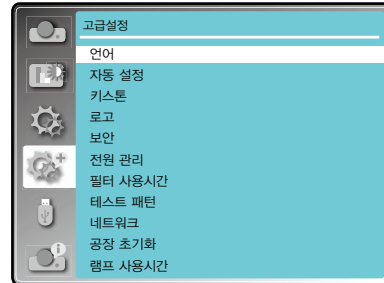 고급설정
언어
자동 설정
키스톤
로고
보안
전원 관리
필터 사용시간
테스트 패턴
네트워크
공장 초기화
램프 사용시간